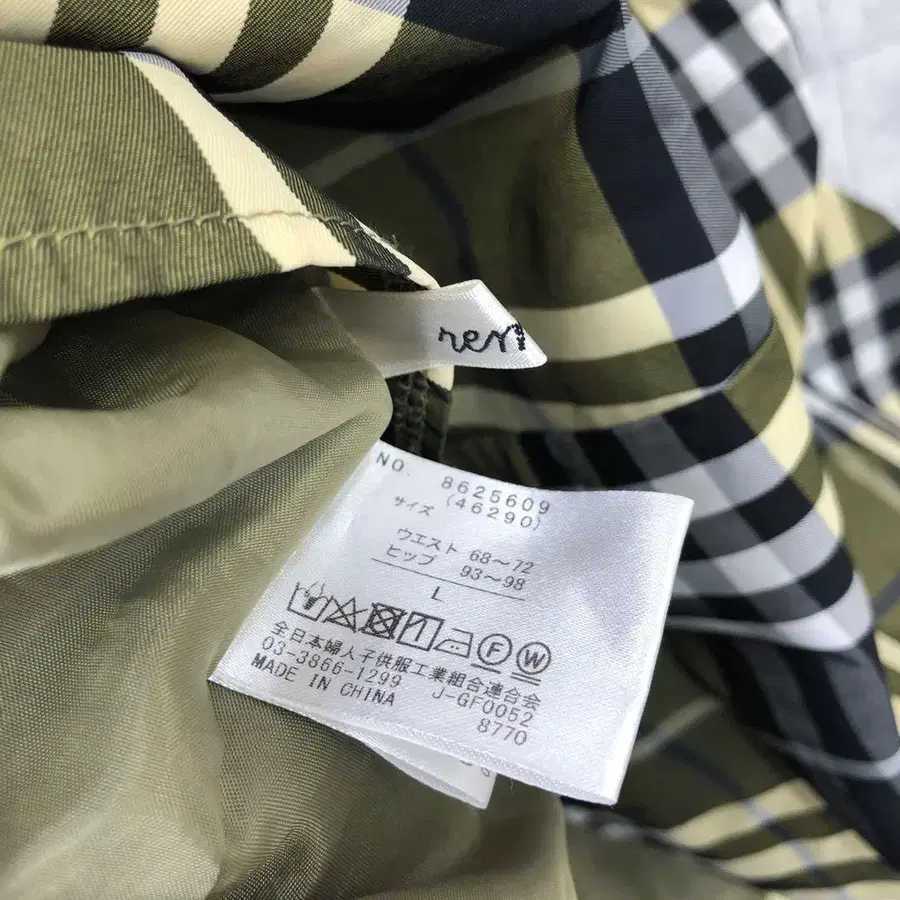 NO. 8625609
サイズ (46290)
ウエスト 68～72
ヒップ 93～98
L
F W
全日本婦人子供服工業組合連合会
03-3866-1299 J-GF0052
MADE IN CHINA 8770